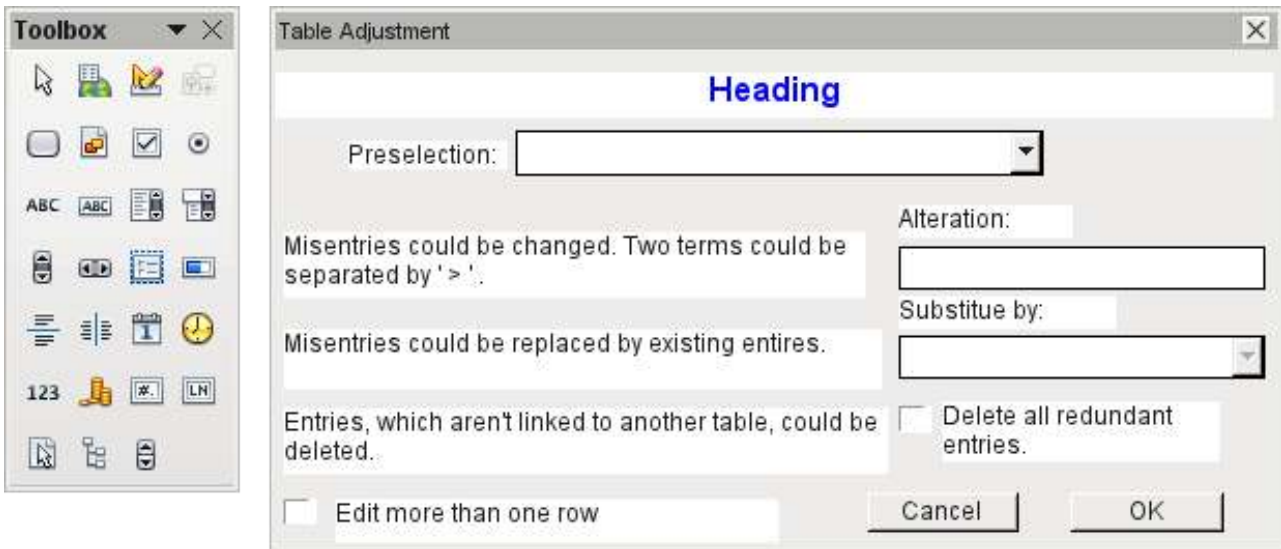 Toolbox
ABC ABC
1
123 #. LN
Table Adjustment
Heading
Preselection:
Alteration:
Misentries could be changed. Two terms could be
separated by ' > '.
Substitue by:
Misentries could be replaced by existing entires.
Entries, which aren't linked to another table, could be
deleted.
Delete all redundant
entries.
Edit more than one row
Cancel
OK